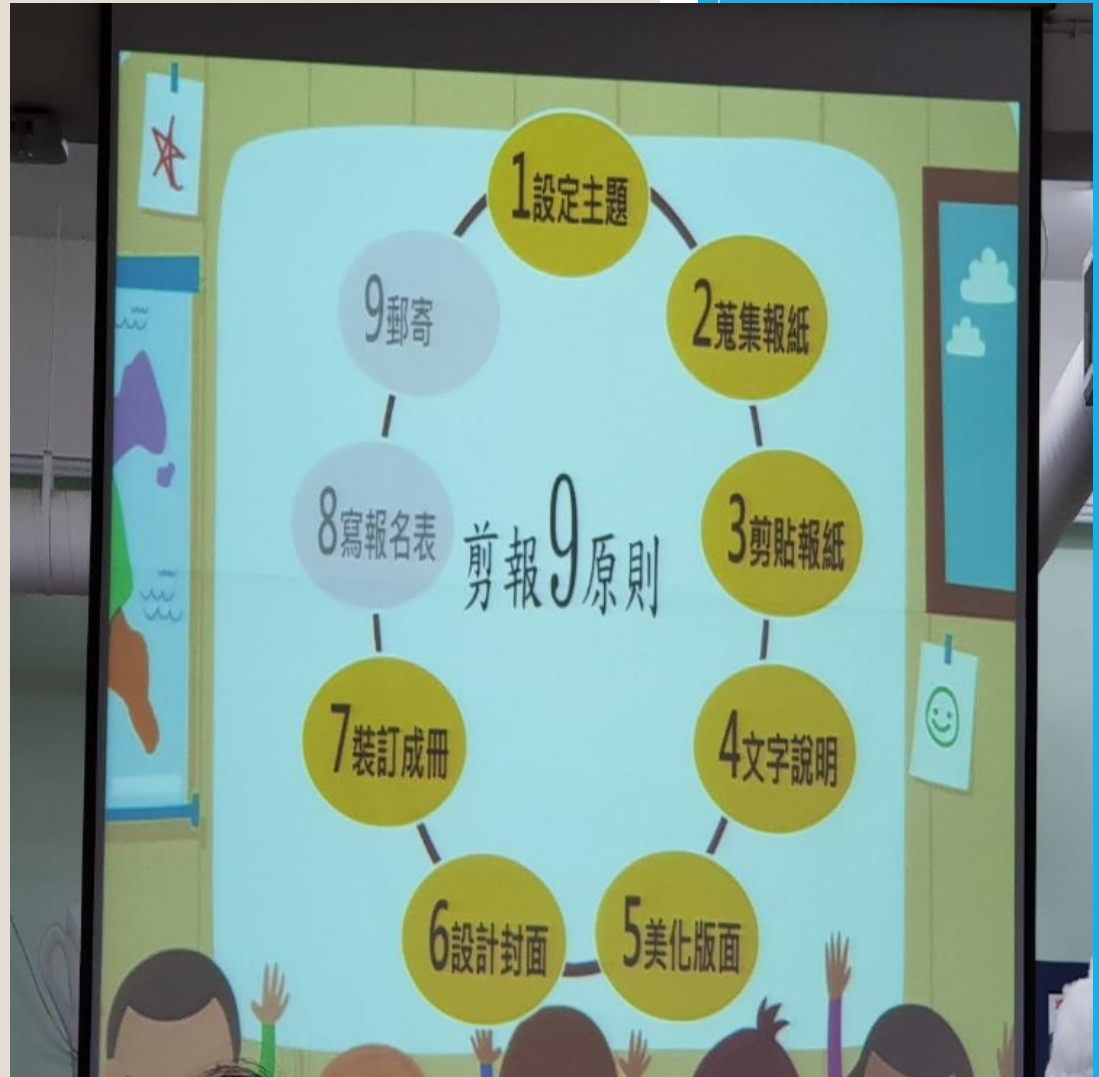 剪報9原則
1設定主題
2蒐集報紙
3剪貼報紙
4文字說明
5美化版面
6設計封面
7裝訂成冊
8寫報名表
9郵寄